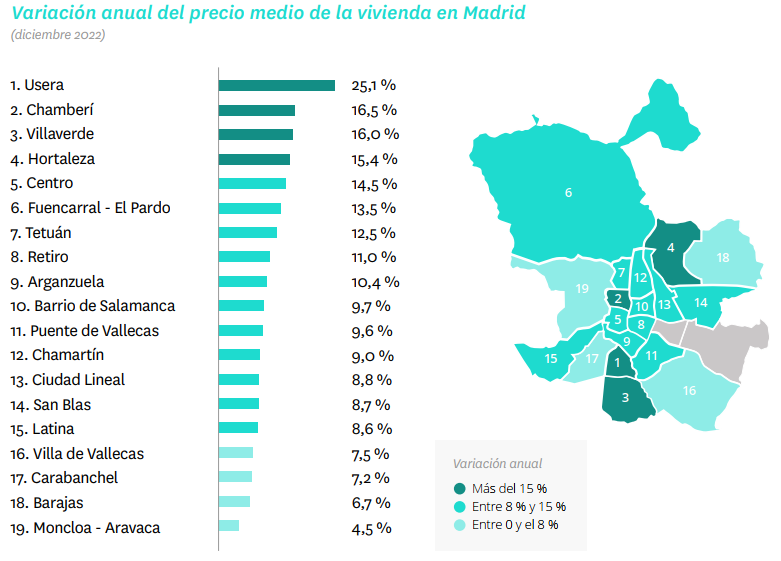 Variación anual del precio medio de la vivienda en Madrid
(diciembre 2022)
1. Usera 25,1 %
2. Chamberí 16,5 %
3. Villaverde 16,0 %
4. Hortaleza 15,4 %
5. Centro 14,5 %
6. Fuencarral - El Pardo 13,5 %
7. Tetuán 12,5 %
8. Retiro 11,0 %
9. Arganzuela 10,4 %
10. Barrio de Salamanca 9,7 %
11. Puente de Vallecas 9,6 %
12. Chamartín 9,0 %
13. Ciudad Lineal 8,8 %
14. San Blas 8,7 %
15. Latina 8,6 %
16. Villa de Vallecas 7,5 %
17. Carabanchel 7,2 %
18. Barajas 6,7 %
19. Moncloa - Aravaca 4,5 %
6
4
18
7
12
19
2
10
13
14
5
8
9
15
17
1
11
16
3
Variación anual
Más del 15 %
Entre 8 % y 15 %
Entre 0 y el 8 %